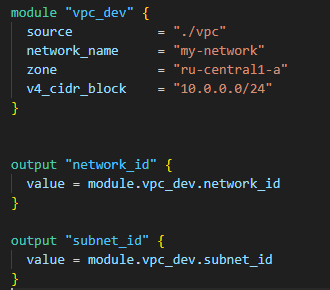 module "vpc_dev" {
  source         = "./vpc"
  network_name   = "my-network"
  zone           = "ru-central1-a"
  v4_cidr_block  = "10.0.0.0/24"
}
output "network_id" {
  value = module.vpc_dev.network_id
}
output "subnet_id" {
  value = module.vpc_dev.subnet_id
}